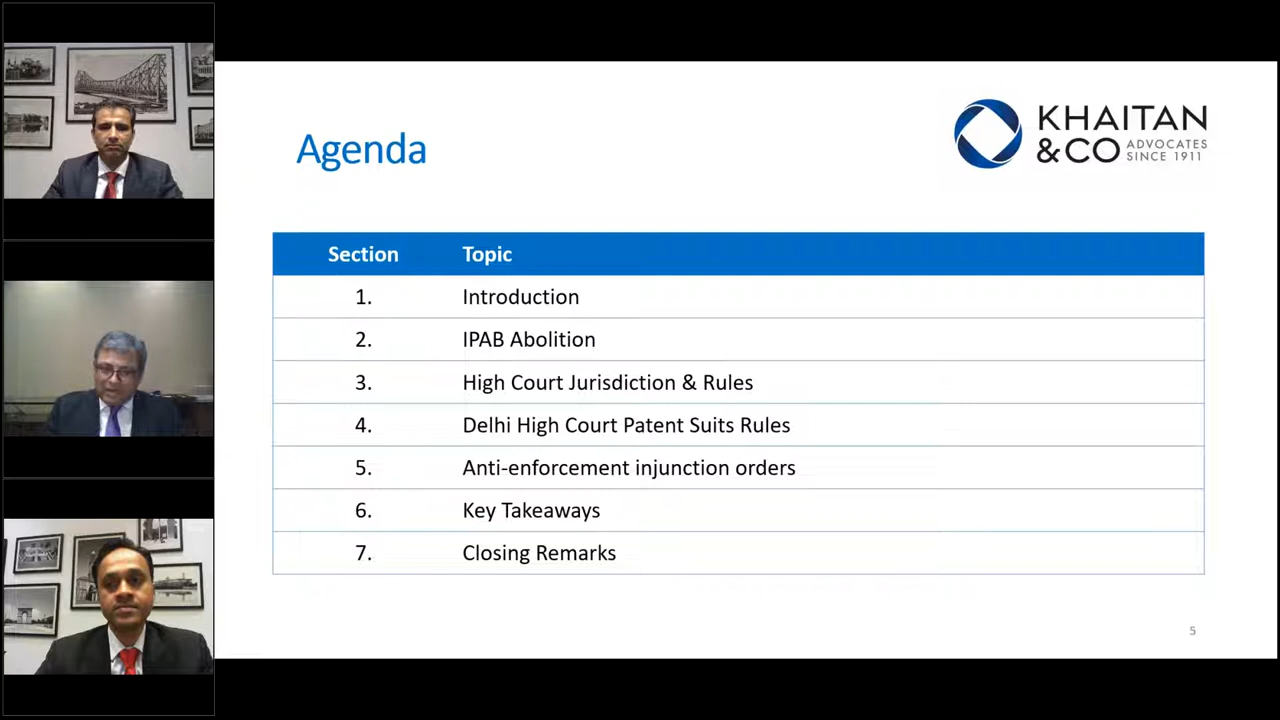 Agenda
KHAITAN
&CO ADVOCATES SINCE 1911
Section Topic
1. Introduction
2. IPAB Abolition
3. High Court Jurisdiction & Rules
4. Delhi High Court Patent Suits Rules
5. Anti-enforcement injunction orders
6. Key Takeaways
7. Closing Remarks
5